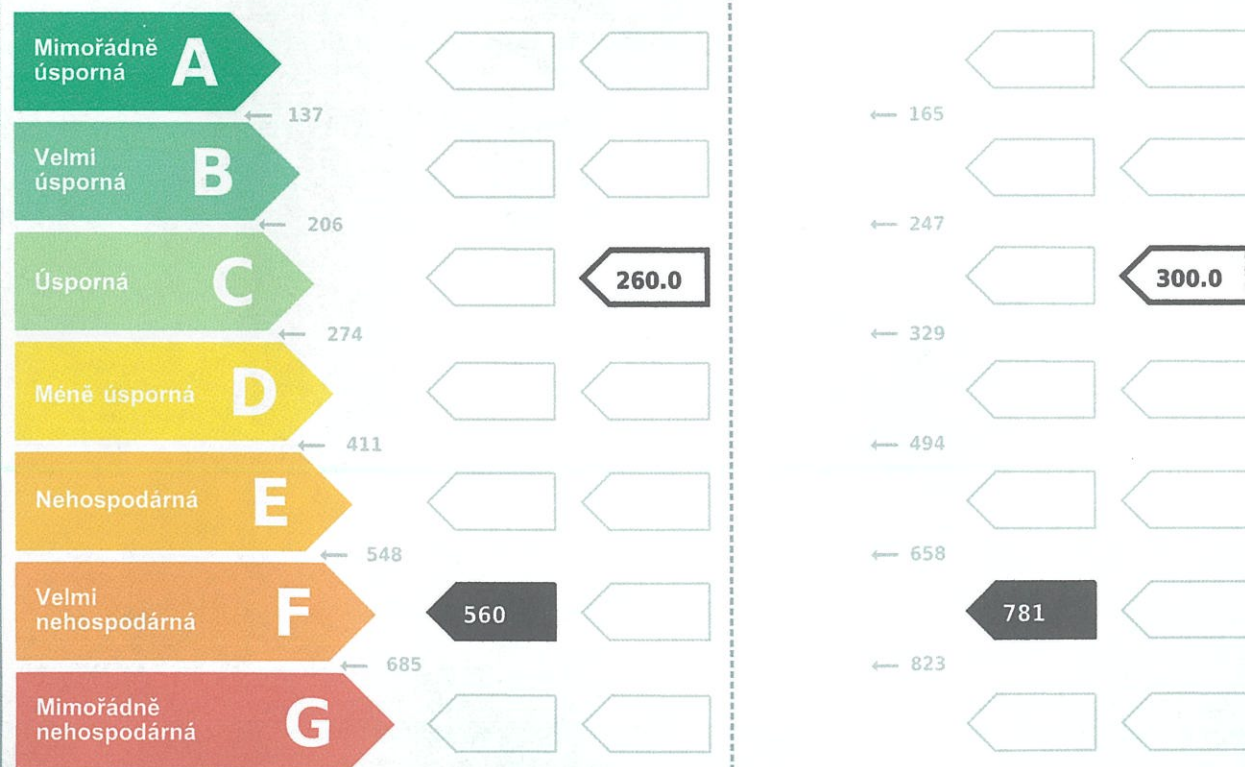 Mimořádně
úsporná
A
← 137
← 165
Velmi
úsporná
B
← 206
← 247
Úsporná
C
260.0
300.0
← 274
← 329
Méně úsporná
D
← 411
← 494
Nehospodárná
E
← 548
← 658
Velmi
nehospodárná
F
560
781
← 685
← 823
Mimořádně
nehospodárná
G